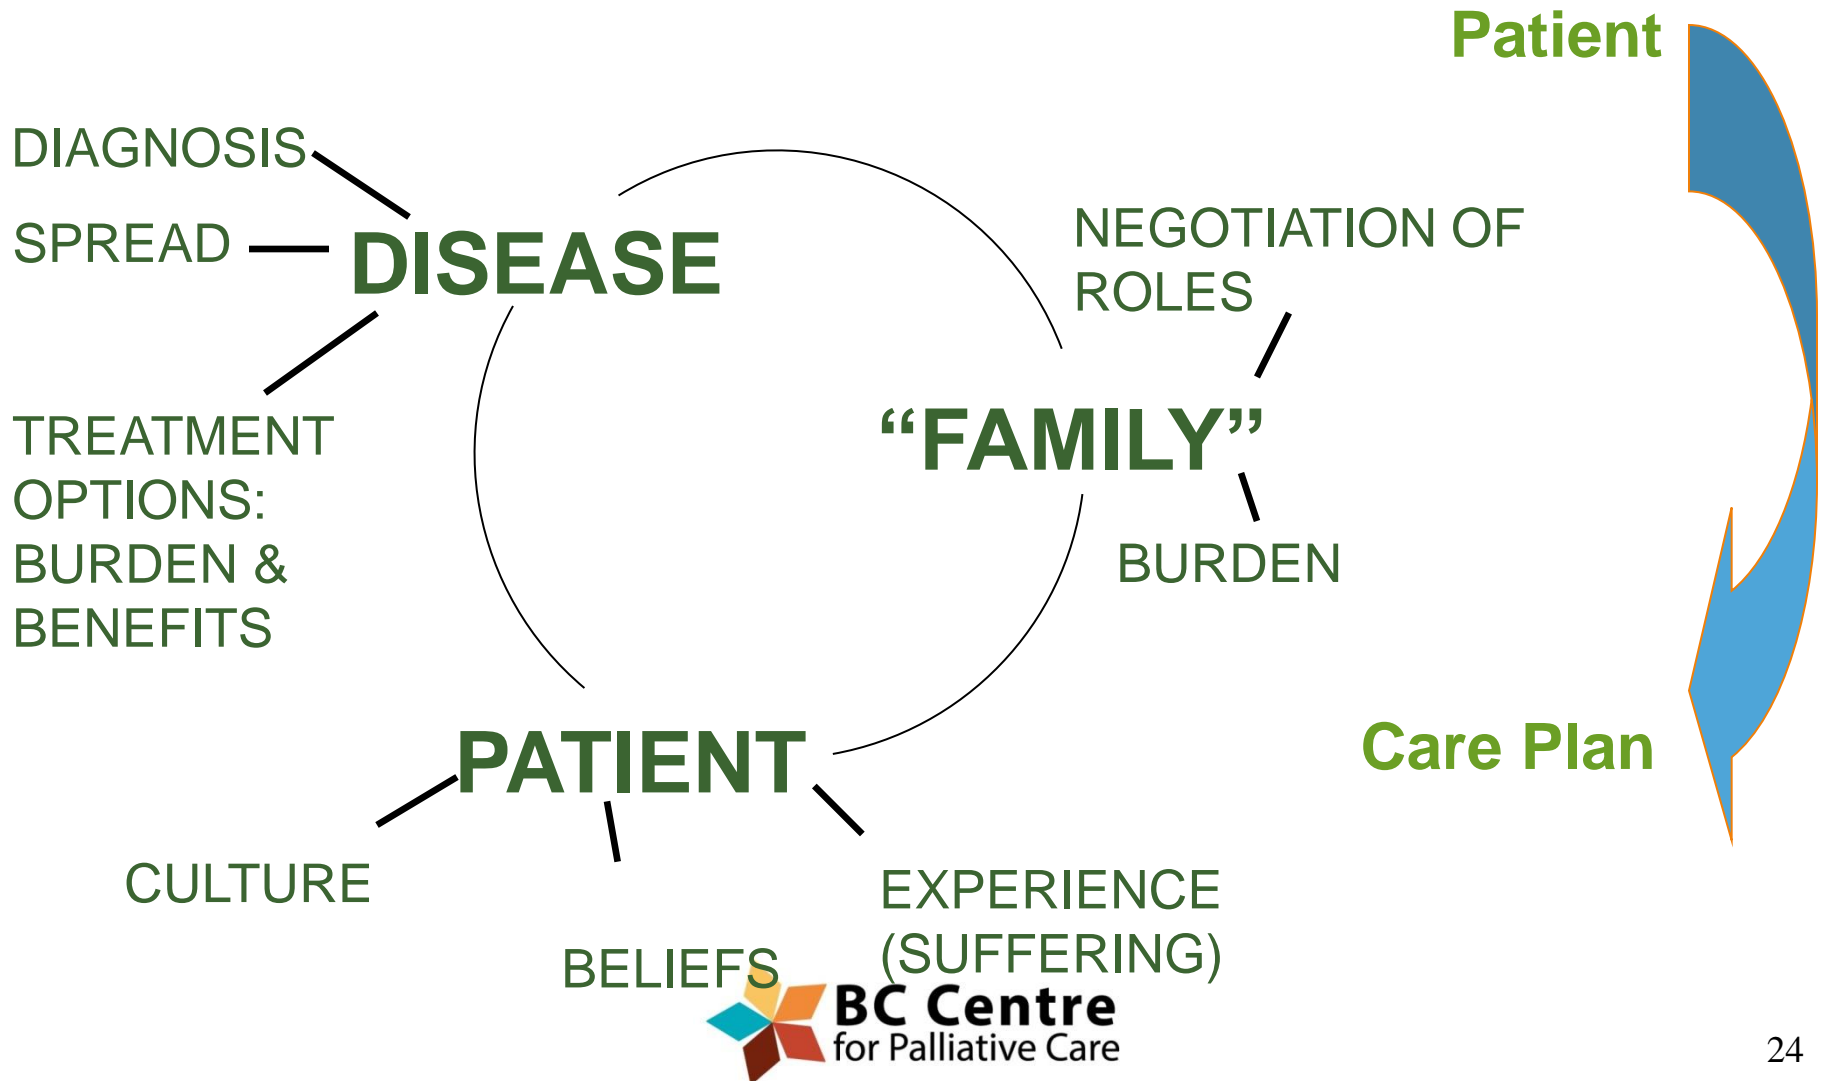 Patient
DIAGNOSIS
SPREAD
DISEASE
NEGOTIATION OF
ROLES
TREATMENT
OPTIONS:
BURDEN &
BENEFITS
“FAMILY”
BURDEN
PATIENT
Care Plan
CULTURE
BELIEFS
EXPERIENCE
(SUFFERING)
BC Centre
for Palliative Care
24